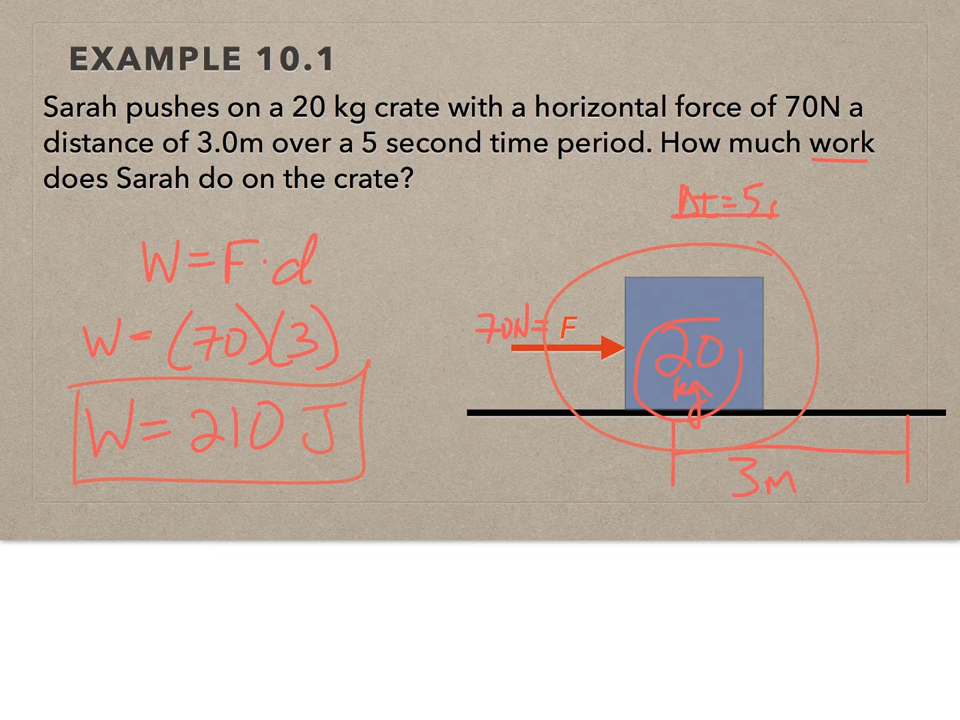 EXAMPLE 10.1
Sarah pushes on a 20 kg crate with a horizontal force of 70N a
distance of 3.0m over a 5 second time period. How much work
does Sarah do on the crate?
Δt=5s
W=F·d
70N= F
W=(70)(3)
20
kg
W=210 J
3m